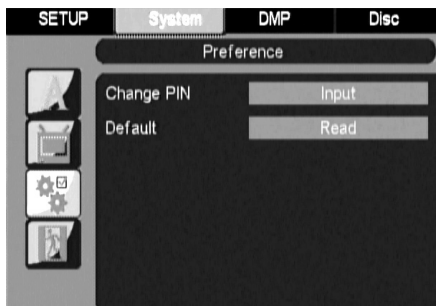 SETUP System DMP Disc
Preference
Change PIN Input
Default Read